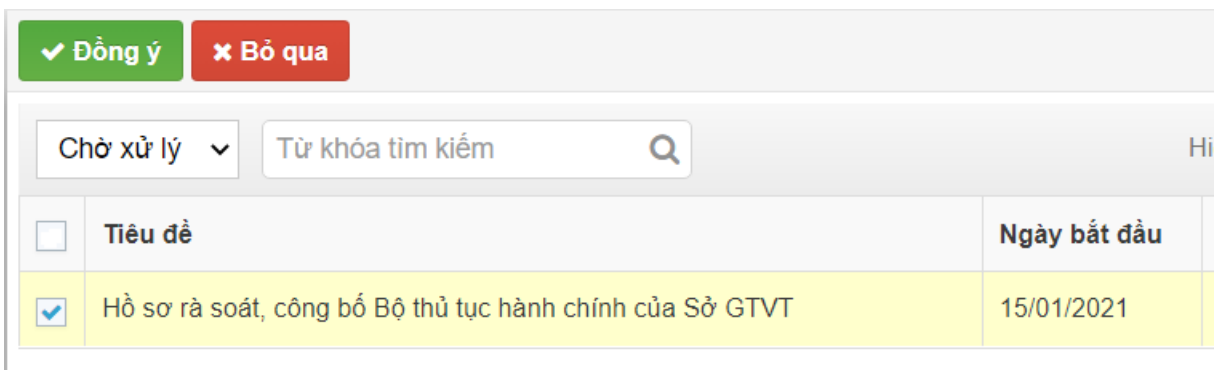 Đồng ý Bỏ qua
Chờ xử lý Từ khóa tìm kiếm Hi
Tiêu đề Ngày bắt đầu
Hồ sơ rà soát, công bố Bộ thủ tục hành chính của Sở GTVT 15/01/2021